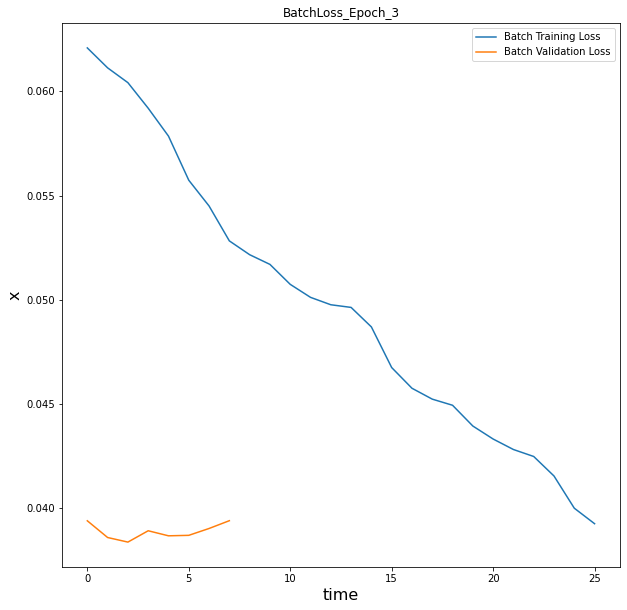 BatchLoss_Epoch_3
Batch Training Loss
Batch Validation Loss
0.060
0.055
0.050
0.045
0.040
x
0
5
10
15
20
25
time